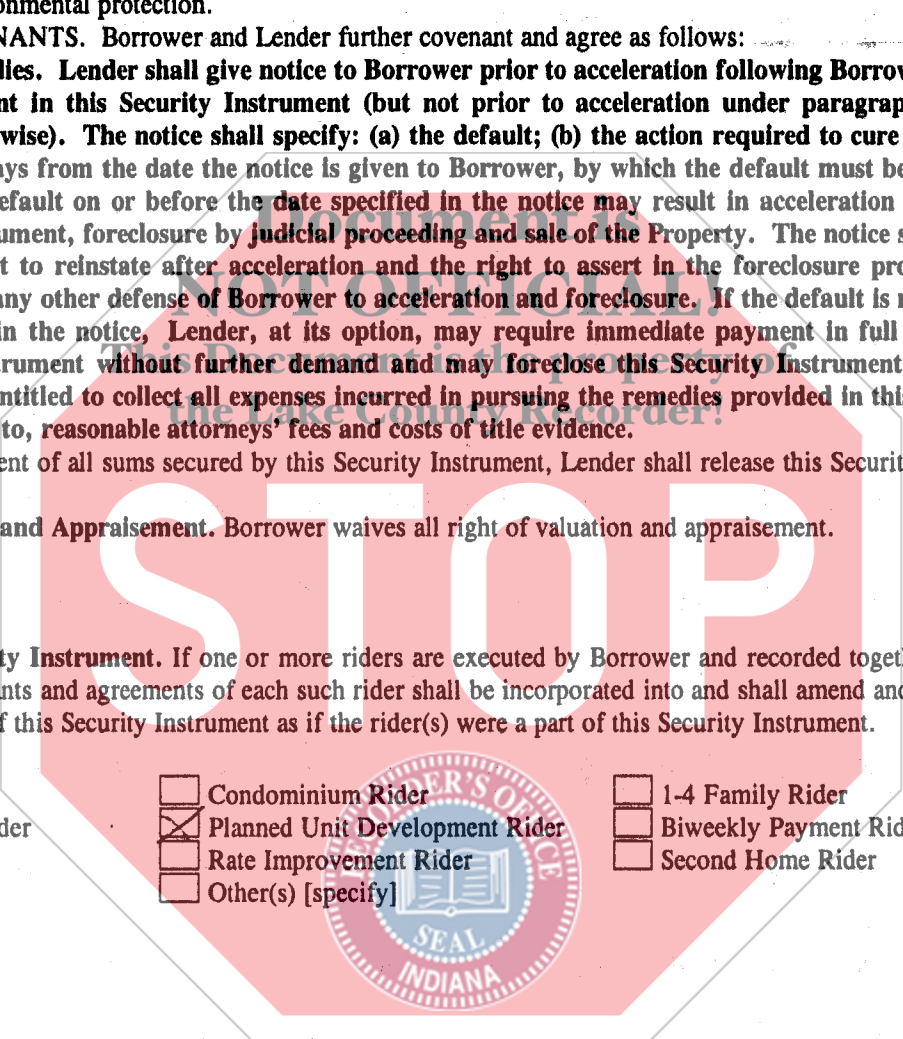 onmental protection.
NANTS. Borrower and Lender further covenant and agree as follows:
lies. Lender shall give notice to Borrower prior to acceleration following Borrow
nt in this Security Instrument (but not prior to acceleration under paragrap
wise). The notice shall specify: (a) the default; (b) the action required to cure
ays from the date the notice is given to Borrower, by which the default must be
efault on or before the date specified in the notice may result in acceleration
ument, foreclosure by judicial proceeding and sale of the Property. The notice s
t to reinstate after acceleration and the right to assert in the foreclosure pro
any other defense of Borrower to acceleration and foreclosure. If the default is n
in the notice, Lender, at its option, may require immediate payment in full
trument without further demand and may foreclose this Security Instrument
ntitled to collect all expenses incurred in pursuing the remedies provided in this
to, reasonable attorneys' fees and costs of title evidence.
ent of all sums secured by this Security Instrument, Lender shall release this Securit
and Appraisement. Borrower waives all right of valuation and appraisement.
ty Instrument. If one or more riders are executed by Borrower and recorded toget
nts and agreements of each such rider shall be incorporated into and shall amend and
f this Security Instrument as if the rider(s) were a part of this Security Instrument.
Condominium Rider
1-4 Family Rider
der
Planned Unit Development Rider
Biweekly Payment Rid
Rate Improvement Rider
Second Home Rider
Other(s) [specify]
Document is
NOT OFFICIAL!
This Document is the property of
the Lake County Recorder!
STOP
RECORDER'S OFFICE
SEAL
INDIANA